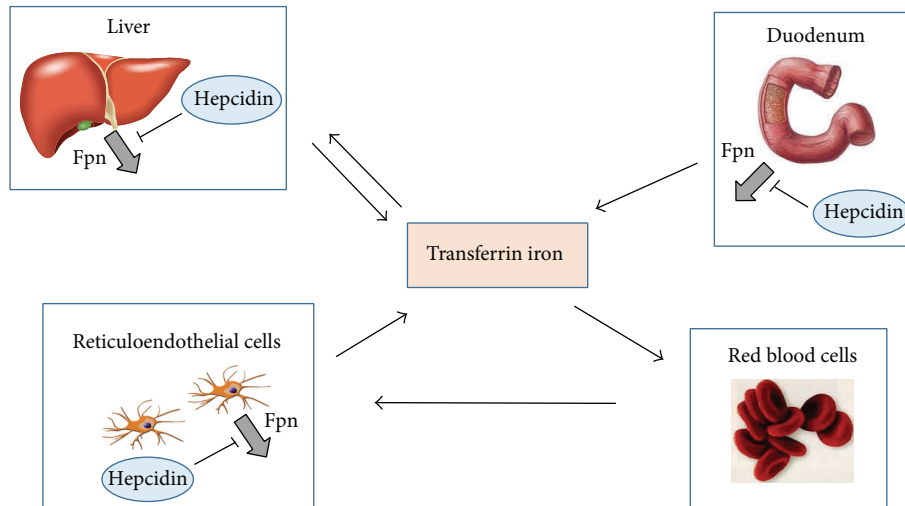 Liver
Hepcidin
Fpn
Duodenum
Fpn
Hepcidin
Transferrin iron
Reticuloendothelial cells
Fpn
Hepcidin
Red blood cells